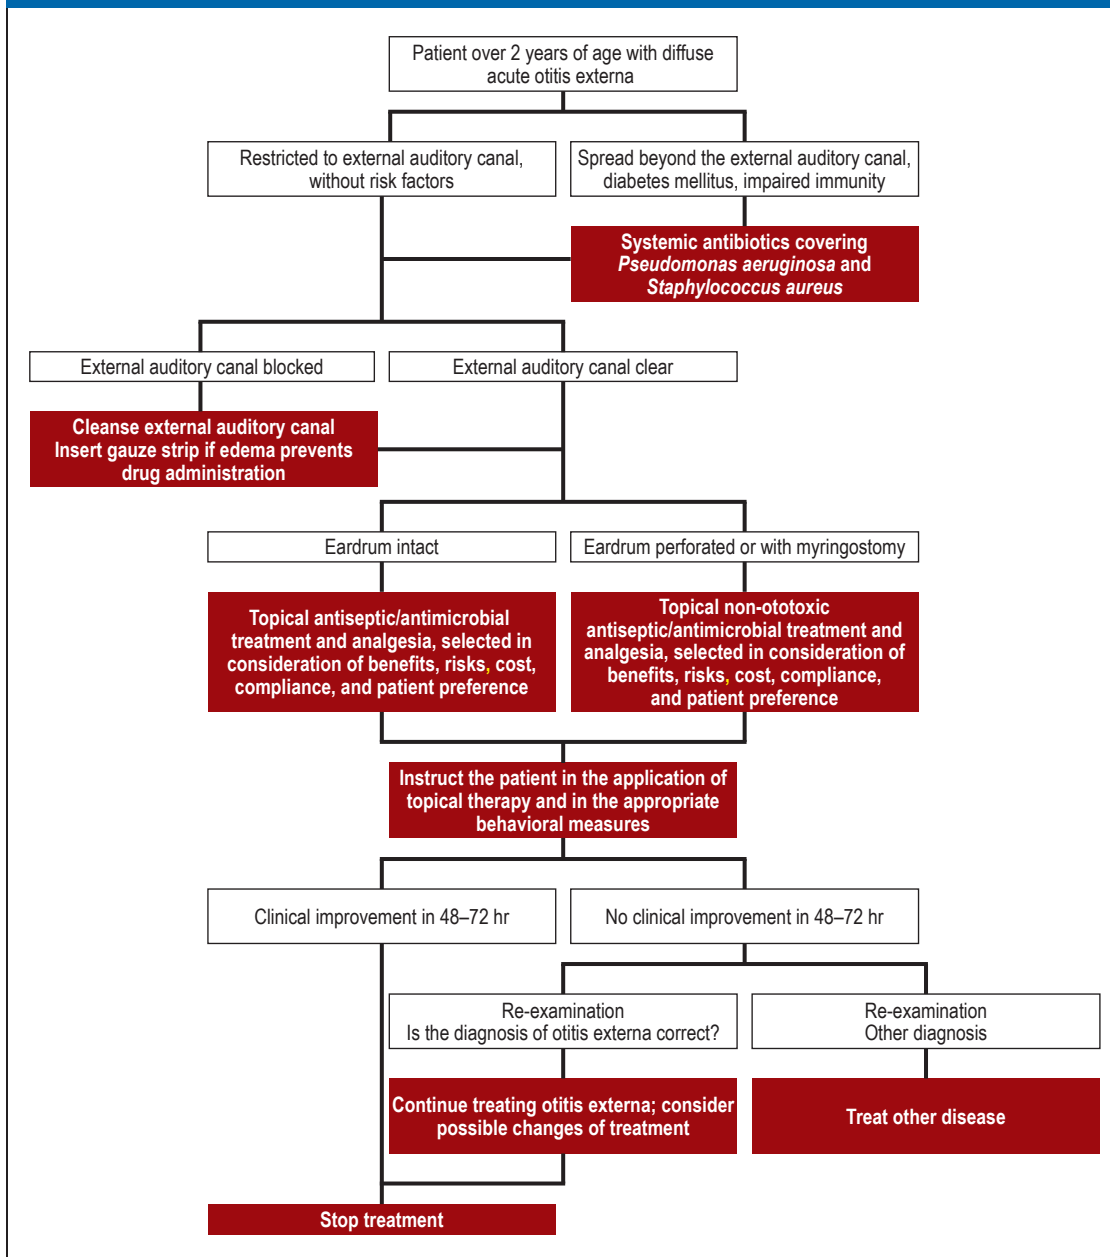 Patient over 2 years of age with diffuse
acute otitis externa
Restricted to external auditory canal,
without risk factors
Spread beyond the external auditory canal,
diabetes mellitus, impaired immunity
Systemic antibiotics covering
Pseudomonas aeruginosa and
Staphylococcus aureus
External auditory canal blocked
External auditory canal clear
Cleanse external auditory canal
Insert gauze strip if edema prevents
drug administration
Eardrum intact
Eardrum perforated or with myringostomy
Topical antiseptic/antimicrobial
treatment and analgesia, selected in
consideration of benefits, risks, cost,
compliance, and patient preference
Topical non-ototoxic
antiseptic/antimicrobial treatment and
analgesia, selected in consideration of
benefits, risks, cost, compliance,
and patient preference
Instruct the patient in the application of
topical therapy and in the appropriate
behavioral measures
Clinical improvement in 48–72 hr
No clinical improvement in 48–72 hr
Re-examination
Is the diagnosis of otitis externa correct?
Re-examination
Other diagnosis
Continue treating otitis externa; consider
possible changes of treatment
Treat other disease
Stop treatment